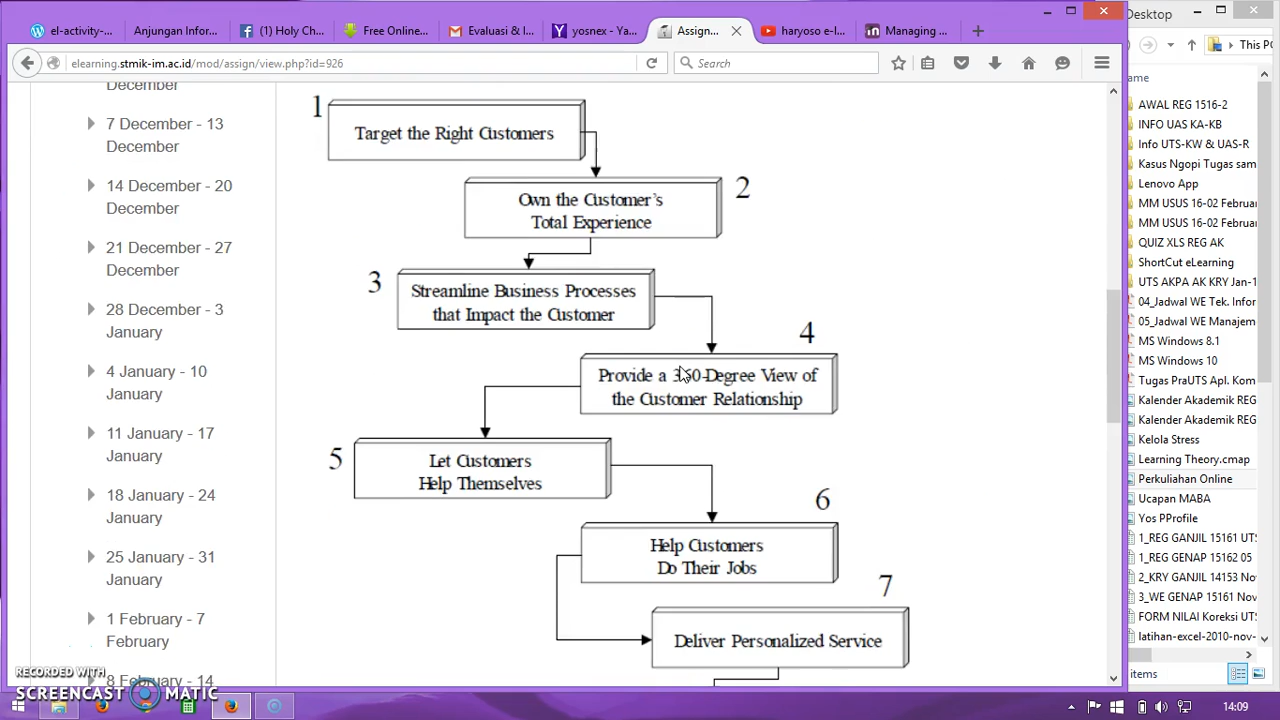 el-activity-...
Anjungan Infor...
(1) Holy Ch...
Free Online...
Evaluasi & I...
yosnex - Ya...
Assign...
haryoso e-l...
Managing ...
elearning.stmik-im.ac.id/mod/assign/view.php?id=926
Search
December
7 December - 13
December
14 December - 20
December
21 December - 27
December
28 December - 3
January
4 January - 10
January
11 January - 17
January
18 January - 24
January
25 January - 31
January
1 February - 7
February
8 February - 14
1
Target the Right Customers
2
Own the Customer's
Total Experience
3
Streamline Business Processes
that Impact the Customer
4
Provide a 360-Degree View of
the Customer Relationship
5
Let Customers
Help Themselves
6
Help Customers
Do Their Jobs
7
Deliver Personalized Service
Desktop
This PC
ame
AWAL REG 1516-2
INFO UAS KA-KB
Info UTS-KW & UAS-R
Kasus Ngopi Tugas sam
Lenovo App
MM USUS 16-02 Februar
MM USUS 16-02 Februar
QUIZ XLS REG AK
ShortCut eLearning
UTS AKPA AK KRY Jan-1
04_Jadwal WE Tek. Infor
05_Jadwal WE Manajem
MS Windows 8.1
MS Windows 10
Tugas PraUTS Apl. Kom
Kalender Akademik REG
Kalender Akademik REG
Kelola Stress
Learning Theory.cmap
Perkuliahan Online
Ucapan MABA
Yos PProfile
1_REG GANJIL 15161 UTS
1_REG GENAP 15162 05
2_KRY GANJIL 14153 Nov
3_WE GENAP 15161 Nov
FORM NILAI Koreksi UTS
latihan-excel-2010-nov-
items
RECORDED WITH
SCREENCAST MATIC
14:09